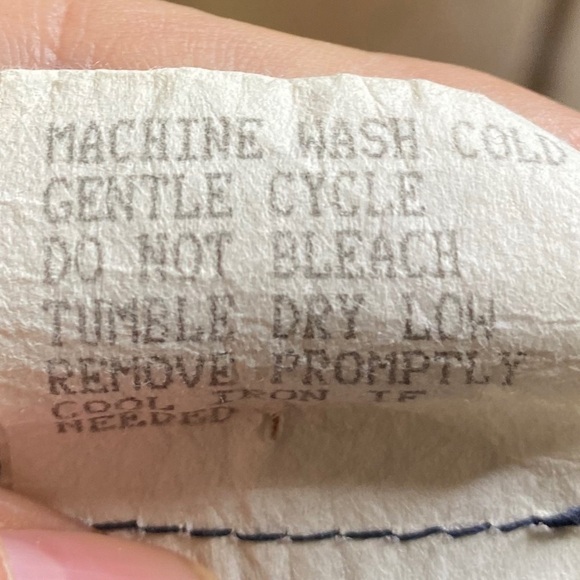 MACHINE WASH COLD
GENTLE CYCLE
DO NOT BLEACH
TUMBLE DRY LOW
REMOVE PROMPTLY
COOL IRON IF
NEEDED